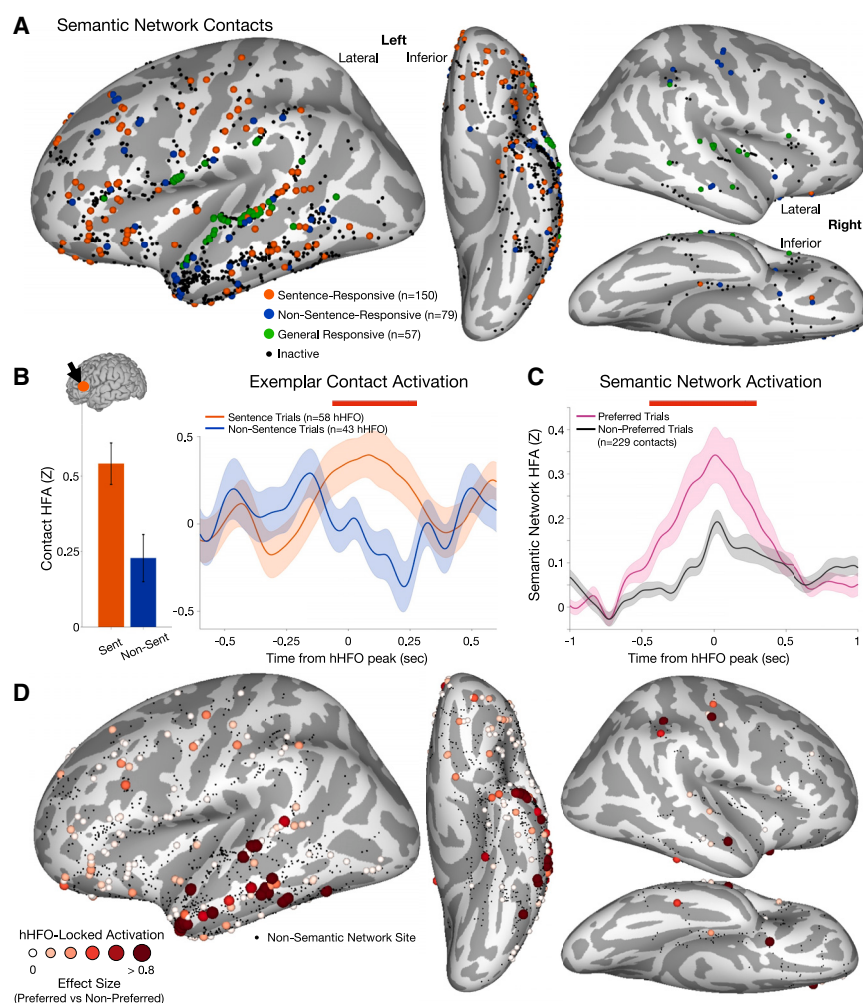 A
Semantic Network Contacts
Left
Lateral
Inferior
Lateral
Right
Inferior
Sentence-Responsive (n=150)
Non-Sentence-Responsive (n=79)
General Responsive (n=57)
Inactive
B
Exemplar Contact Activation
Contact HFA (Z)
0.5
0.25
0
Sent
Non-Sent
Sentence Trials (n=58 hHFO)
Non-Sentence Trials (n=43 hHFO)
0.5
0
-0.5
-0.5
-0.25
0
0.25
0.5
Time from hHFO peak (sec)
C
Semantic Network Activation
Preferred Trials
Non-Preferred Trials
(n=229 contacts)
Semantic Network HFA (Z)
0.4
0.3
0.2
0.1
0
-1
-0.5
0
0.5
1
Time from hHFO peak (sec)
D
hHFO-Locked Activation
0
> 0.8
Effect Size
(Preferred vs Non-Preferred)
Non-Semantic Network Site